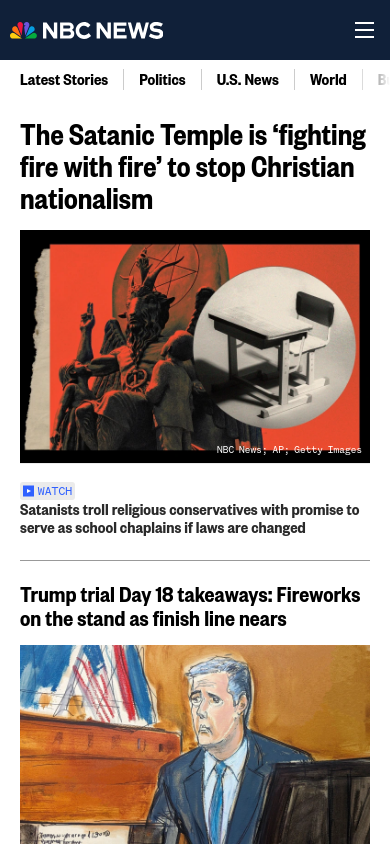 NBC NEWS
Latest Stories
Politics
U.S. News
World
The Satanic Temple is ‘fighting
fire with fire’ to stop Christian
nationalism
NBC News; AP; Getty Images
WATCH
Satanists troll religious conservatives with promise to
serve as school chaplains if laws are changed
Trump trial Day 18 takeaways: Fireworks
on the stand as finish line nears